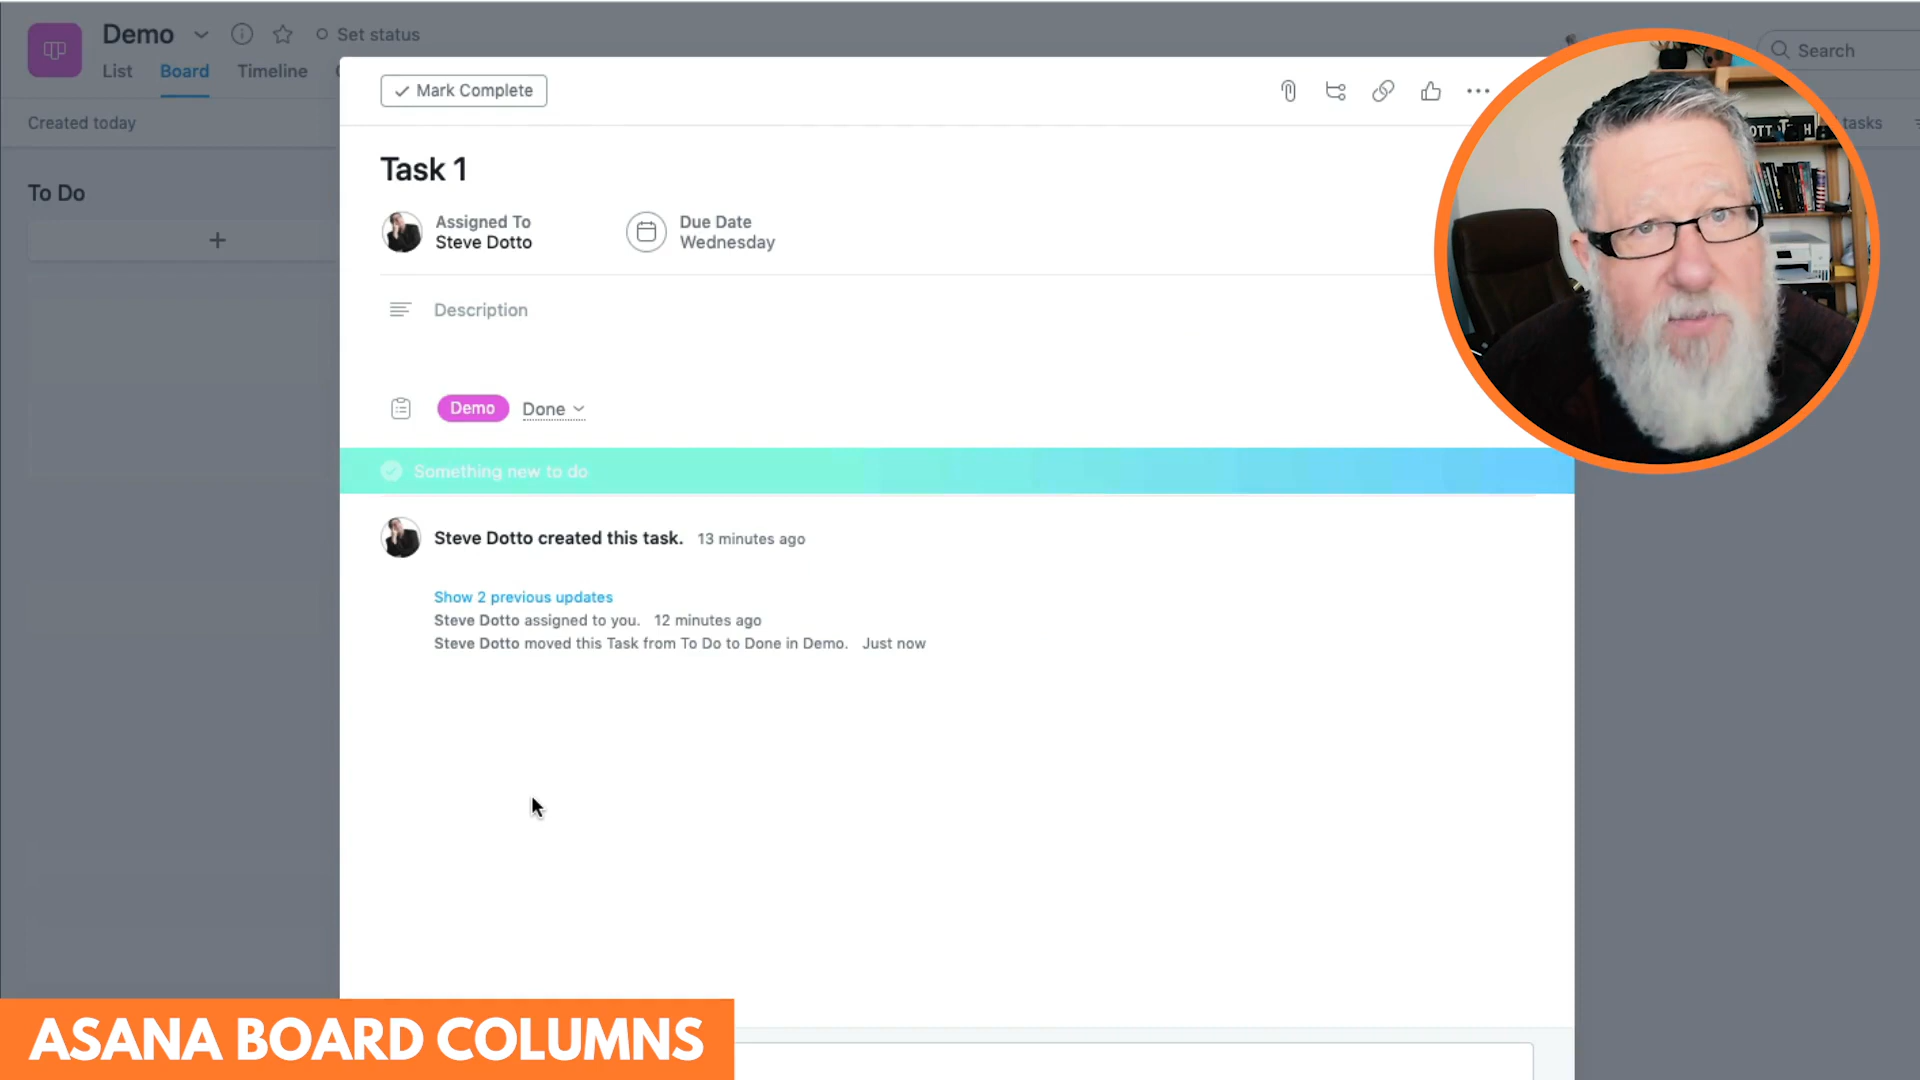 Demo
Set status
List Board Timeline
Search
Mark Complete
Created today
tasks
Task 1
To Do
Assigned To
Steve Dotto
Due Date
Wednesday
Description
Demo Done
Something new to do
Steve Dotto created this task. 13 minutes ago
Show 2 previous updates
Steve Dotto assigned to you. 12 minutes ago
Steve Dotto moved this Task from To Do to Done in Demo. Just now
ASANA BOARD COLUMNS